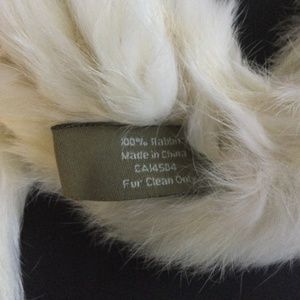 100% Rabbit
Made in China
CA14504
Fur Clean Only